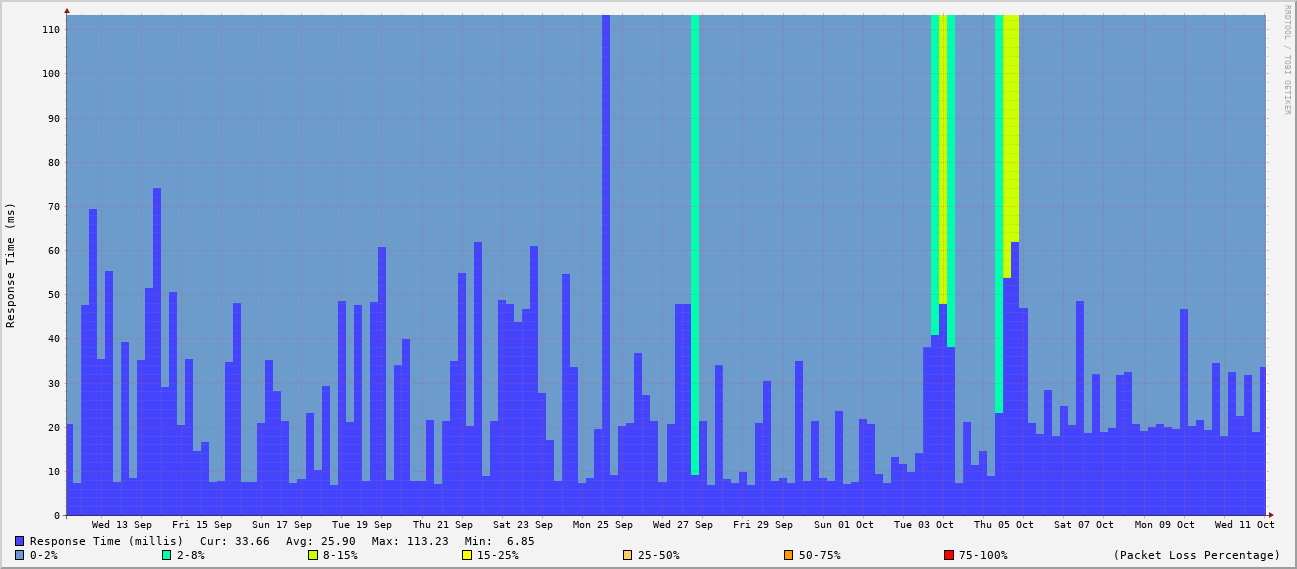 RRDTOOL / TOBI OETIKER
Response Time (ms)
110
100
90
80
70
60
50
40
30
20
10
0
Wed 13 Sep Fri 15 Sep Sun 17 Sep Tue 19 Sep Thu 21 Sep Sat 23 Sep Mon 25 Sep Wed 27 Sep Fri 29 Sep Sun 01 Oct Tue 03 Oct Thu 05 Oct Sat 07 Oct Mon 09 Oct Wed 11 Oct
Response Time (millis) Cur: 33.66 Avg: 25.90 Max: 113.23 Min: 6.85
0-2% 2-8% 8-15% 15-25% 25-50% 50-75% 75-100% (Packet Loss Percentage)